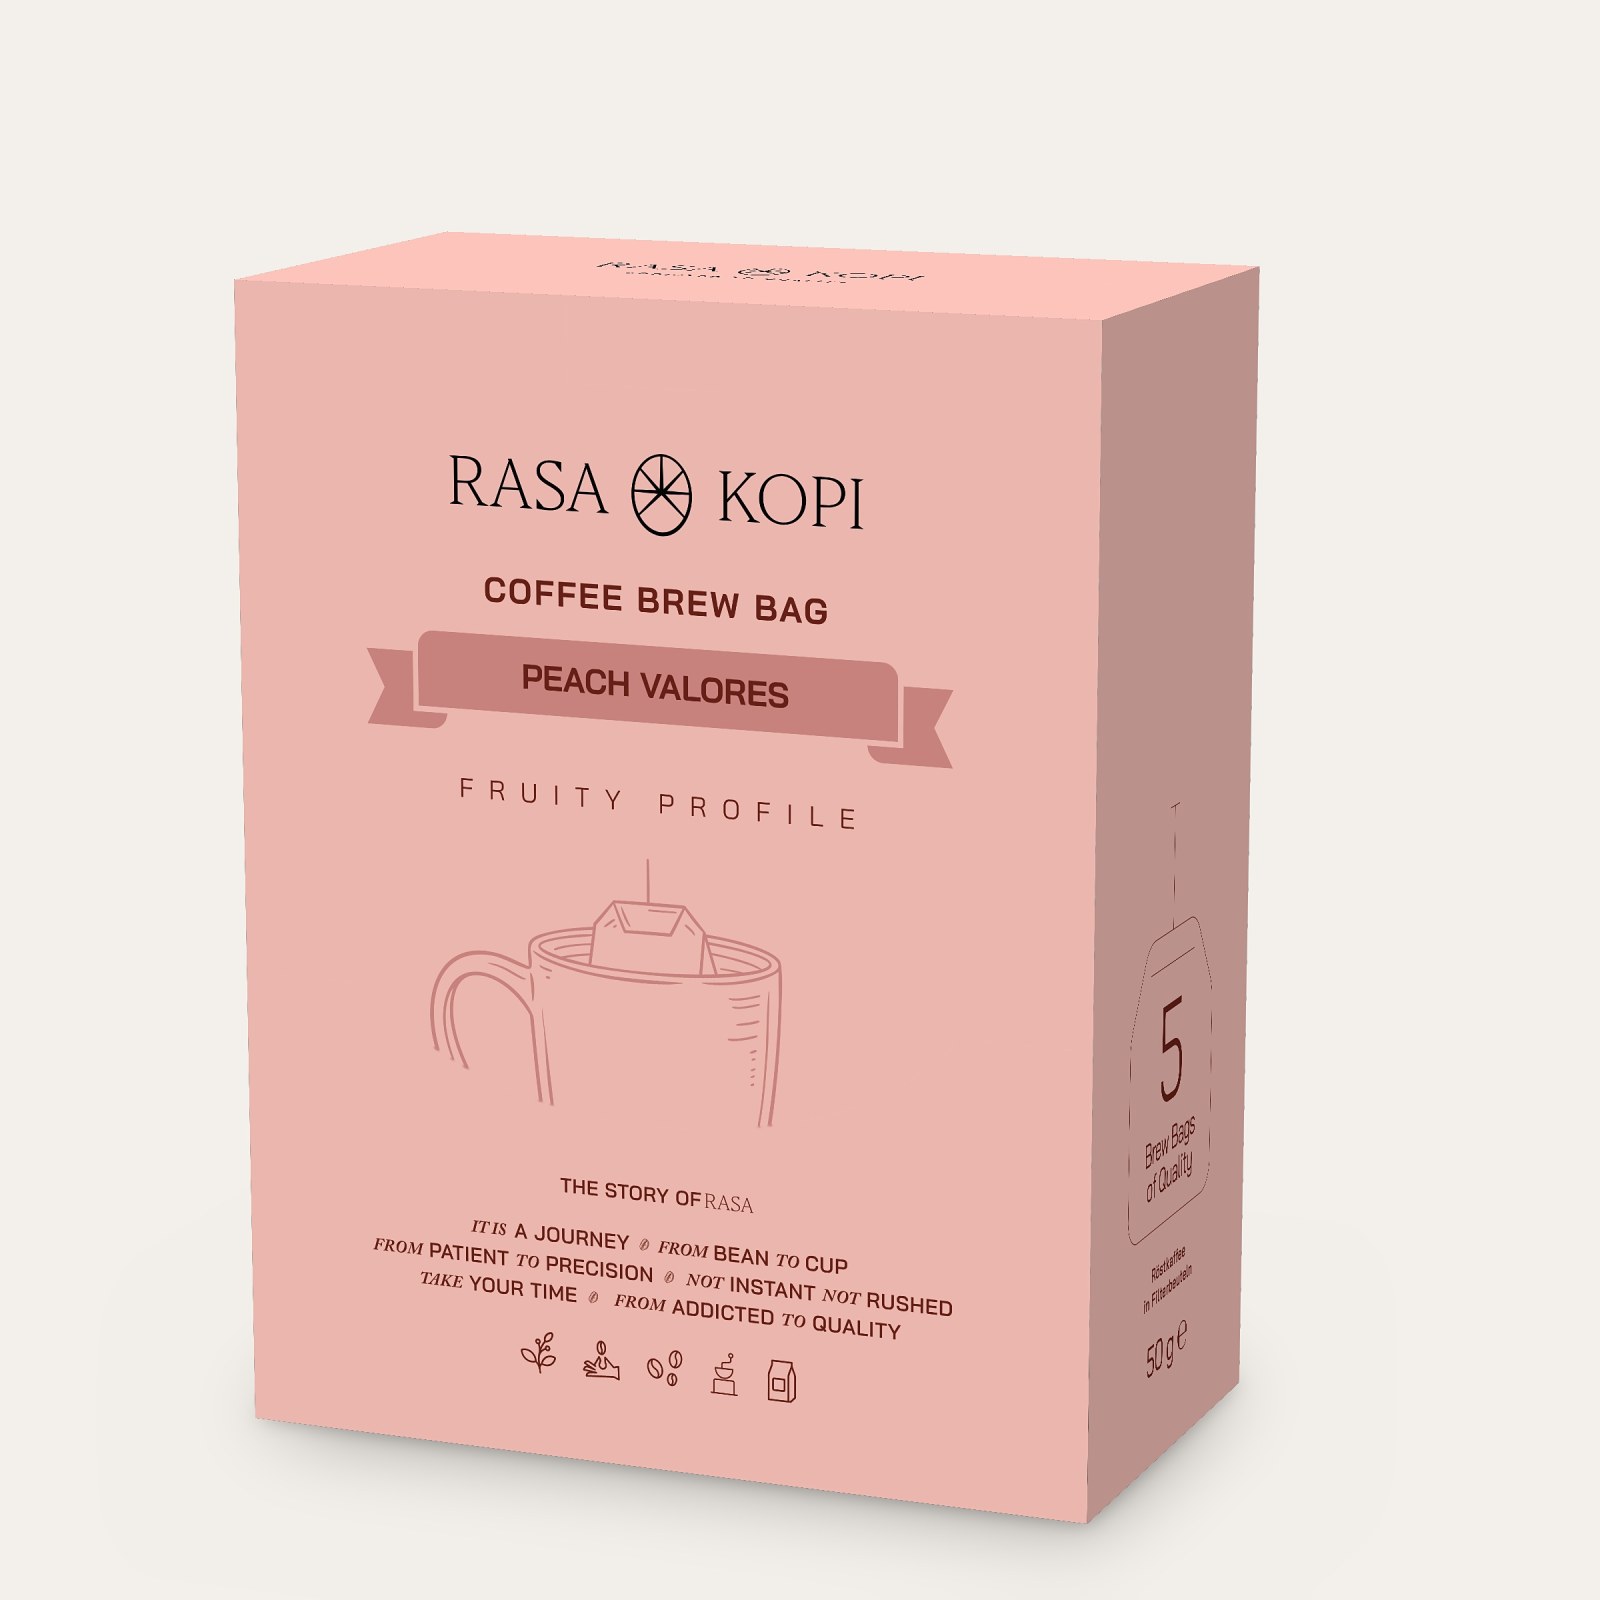 RASA KOPI
RASA KOPI
COFFEE BREW BAG
PEACH VALORES
FRUITY PROFILE
THE STORY OF RASA
IT IS A JOURNEY FROM BEAN TO CUP
FROM PATIENT TO PRECISION NOT INSTANT NOT RUSHED
TAKE YOUR TIME FROM ADDICTED TO QUALITY
5
Brew Bags
of Quality
Röstkaffee
in Filterbeuteln
50 g ℮